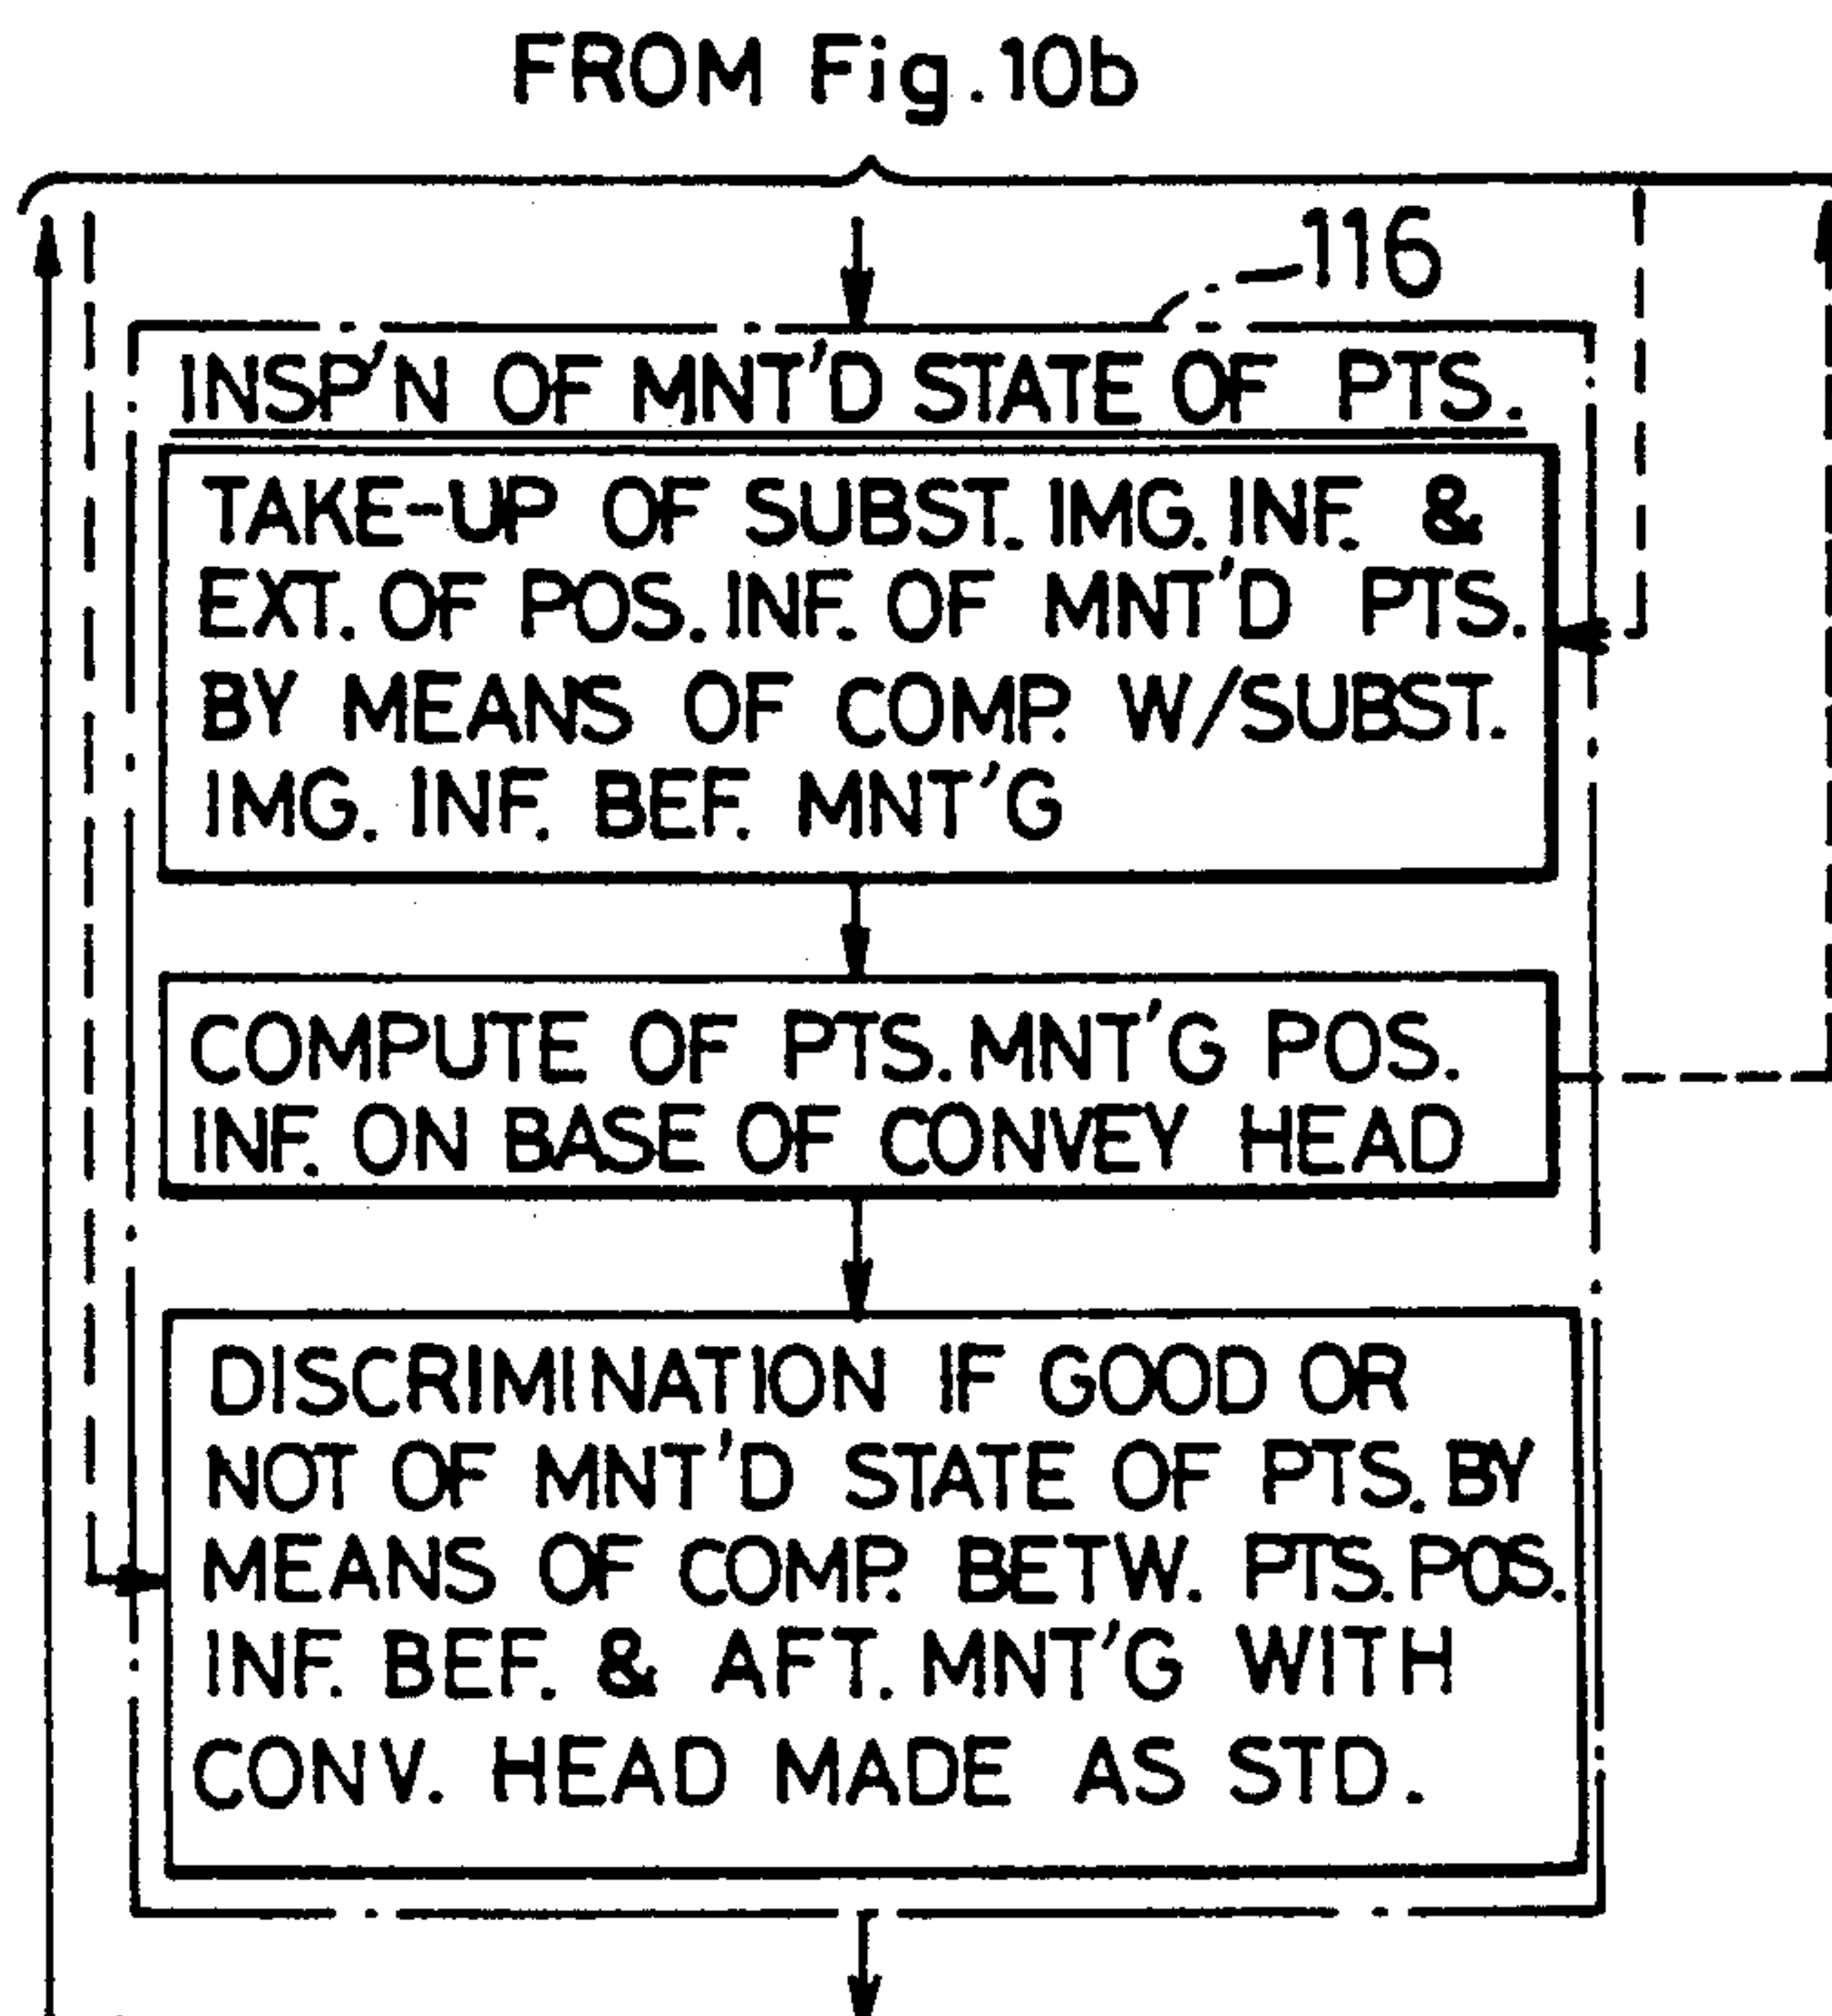 FROM Fig.10b
116
INSP'N OF MNT'D STATE OF PTS.
TAKE-UP OF SUBST. IMG. INF. &
EXT. OF POS. INF. OF MNT'D PTS.
BY MEANS OF COMP. W/SUBST.
IMG. INF. BEF. MNT'G
COMPUTE OF PTS. MNT'G POS.
INF. ON BASE OF CONVEY HEAD
DISCRIMINATION IF GOOD OR
NOT OF MNT'D STATE OF PTS. BY
MEANS OF COMP. BETW. PTS. POS.
INF. BEF. & AFT. MNT'G WITH
CONV. HEAD MADE AS STD.